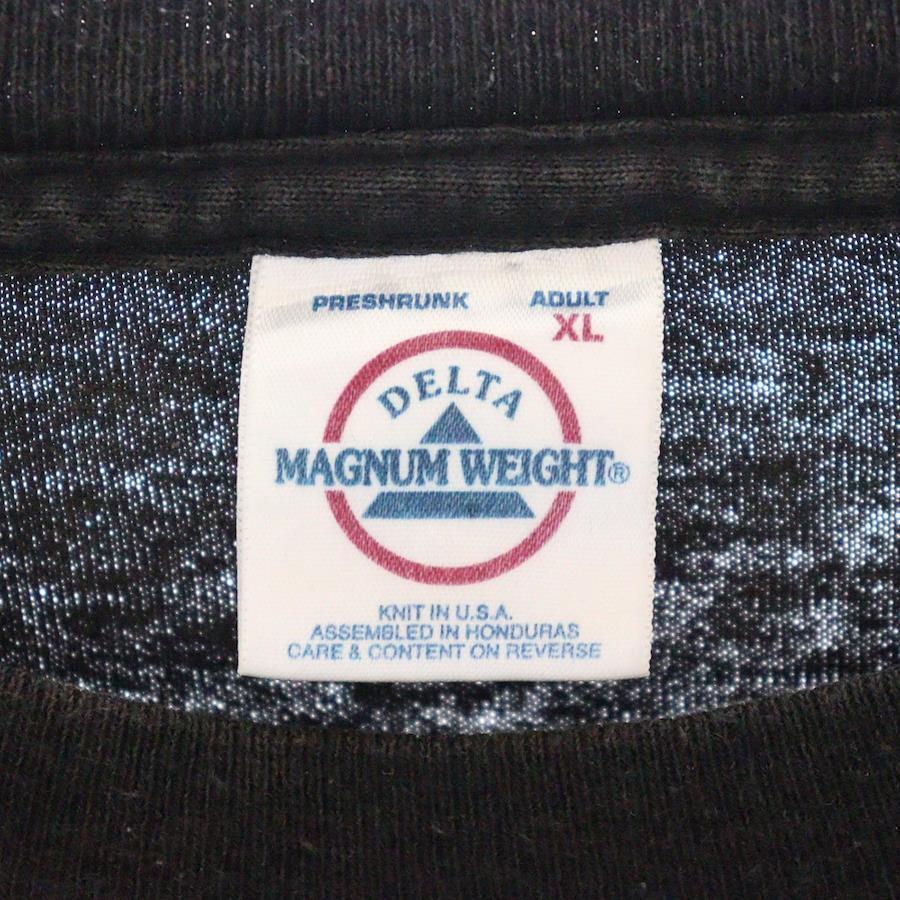 PRESHRUNK ADULT
XL
DELTA
MAGNUM WEIGHT®
KNIT IN U.S.A.
ASSEMBLED IN HONDURAS
CARE & CONTENT ON REVERSE